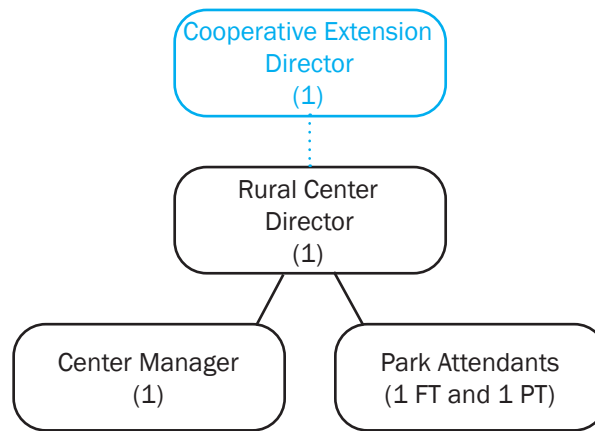 Cooperative Extension
Director
(1)
Rural Center
Director
(1)
Center Manager
(1)
Park Attendants
(1 FT and 1 PT)